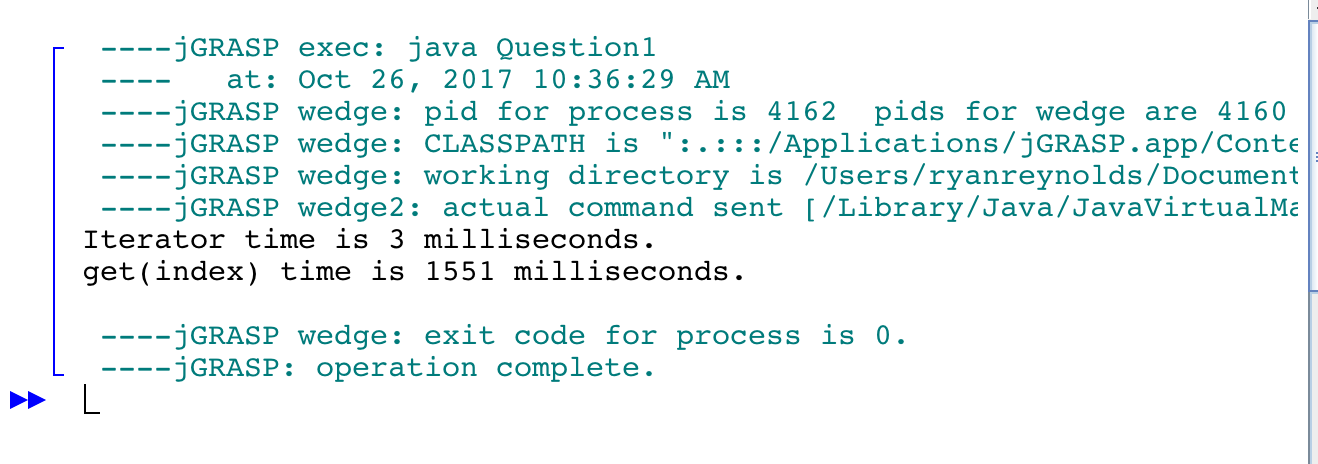 ----jGRASP exec: java Question1
----   at: Oct 26, 2017 10:36:29 AM
----jGRASP wedge: pid for process is 4162  pids for wedge are 4160
----jGRASP wedge: CLASSPATH is ":.:::/Applications/jGRASP.app/Conte
----jGRASP wedge: working directory is /Users/ryanreynolds/Document
----jGRASP wedge2: actual command sent [/Library/Java/JavaVirtualMa
Iterator time is 3 milliseconds.
get(index) time is 1551 milliseconds.
----jGRASP wedge: exit code for process is 0.
----jGRASP: operation complete.